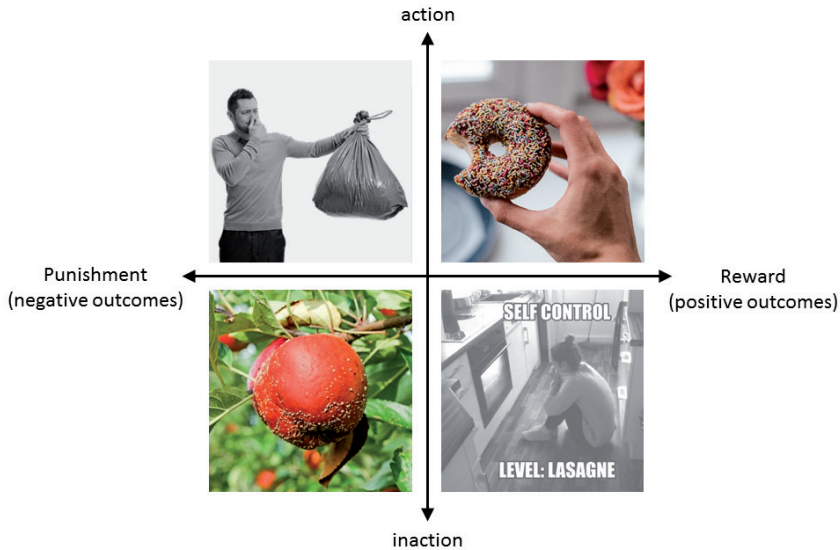 action
Punishment
(negative outcomes)
Reward
(positive outcomes)
SELF CONTROL
LEVEL: LASAGNE
inaction